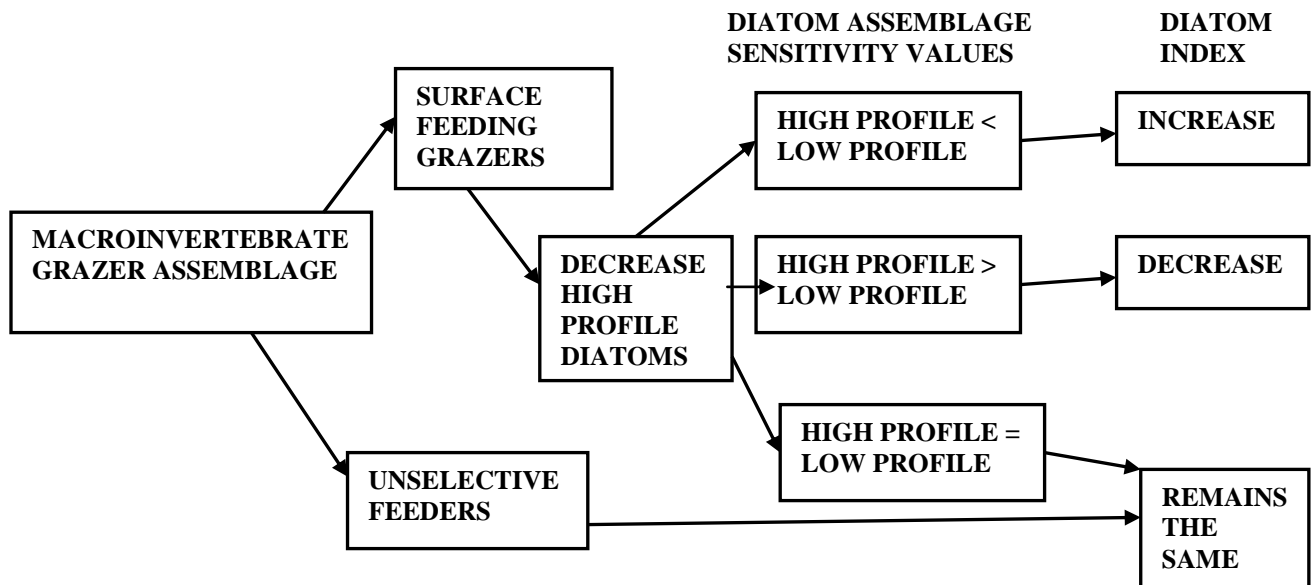 DIATOM ASSEMBLAGE
SENSITIVITY VALUES
DIATOM
INDEX
SURFACE
FEEDING
GRAZERS
HIGH PROFILE <
LOW PROFILE
INCREASE
MACROINVERTEBRATE
GRAZER ASSEMBLAGE
DECREASE
HIGH
PROFILE
DIATOMS
HIGH PROFILE >
LOW PROFILE
DECREASE
HIGH PROFILE =
LOW PROFILE
UNSELECTIVE
FEEDERS
REMAINS
THE
SAME